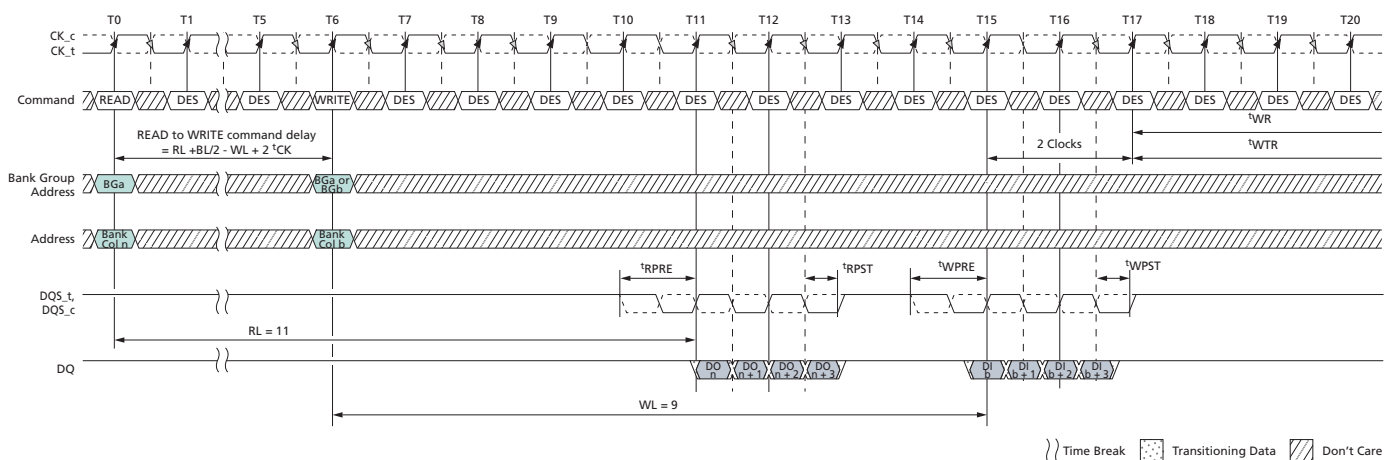 T0 T1 T5 T6 T7 T8 T9 T10 T11 T12 T13 T14 T15 T16 T17 T18 T19 T20
CK_c
CK_t
Command READ DES DES WRITE DES DES DES DES DES DES DES DES DES DES DES DES DES DES
READ to WRITE command delay
= RL +BL/2 - WL + 2 tCK
tWR
2 Clocks
tWTR
Bank Group
Address
BGa
BGa or
BGb
Address
Bank
Col n
Bank
Col b
tRPRE tRPST tWPRE tWPST
DQS_t,
DQS_c
RL = 11
DQ
DO
n
DO
n + 1
DO
n + 2
DO
n + 3
DI
b
DI
b + 1
DI
b + 2
DI
b + 3
WL = 9
Time Break Transitioning Data Don't Care